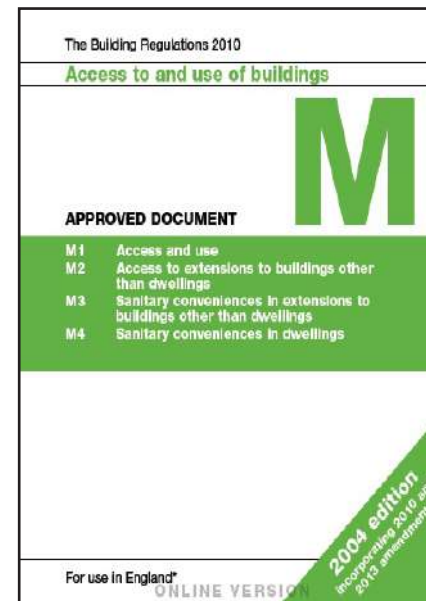 The Building Regulations 2010
Access to and use of buildings
M
APPROVED DOCUMENT
M1 Access and use
M2 Access to extensions to buildings other
than dwellings
M3 Sanitary conveniences in extensions to
buildings other than dwellings
M4 Sanitary conveniences in dwellings
2004 edition
incorporating 2010 an
2013 amendment
For use in England*
ONLINE VERSION